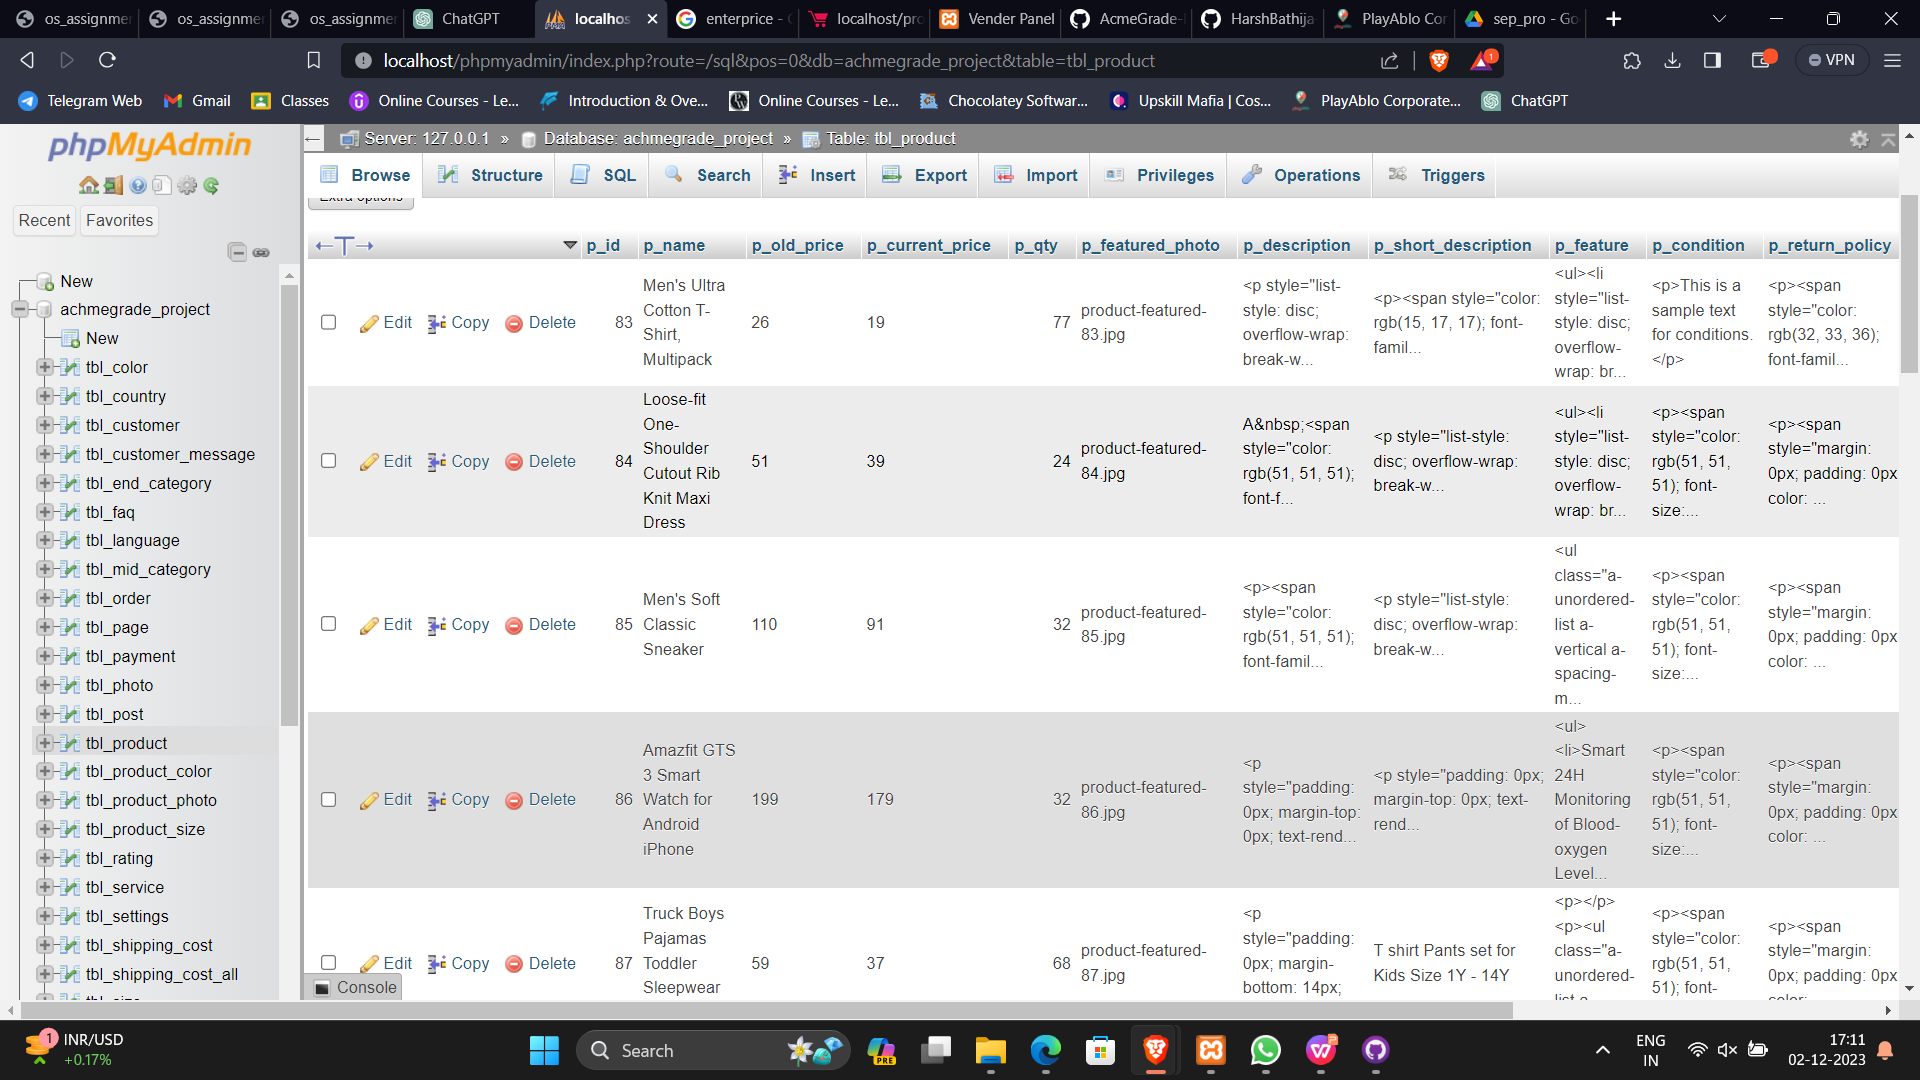 os_assignmen
os_assignmen
os_assignmen
ChatGPT
localhos
enterprice -
localhost/pro
Vender Panel
AcmeGrade-
HarshBathija
PlayAblo Cor
sep_pro - Go
localhost/phpmyadmin/index.php?route=/sql&pos=0&db=achmegrade_project&table=tbl_product
1
VPN
Telegram Web
Gmail
Classes
Online Courses - Le...
Introduction & Ove...
Online Courses - Le...
Chocolatey Softwar...
Upskill Mafia | Cos...
PlayAblo Corporate...
ChatGPT
phpMyAdmin
Recent
Favorites
New
achmegrade_project
New
tbl_color
tbl_country
tbl_customer
tbl_customer_message
tbl_end_category
tbl_faq
tbl_language
tbl_mid_category
tbl_order
tbl_page
tbl_payment
tbl_photo
tbl_post
tbl_product
tbl_product_color
tbl_product_photo
tbl_product_size
tbl_rating
tbl_service
tbl_settings
tbl_shipping_cost
tbl_shipping_cost_all
Server: 127.0.0.1 » Database: achmegrade_project » Table: tbl_product
Browse
Structure
SQL
Search
Insert
Export
Import
Privileges
Operations
Triggers
Extra options
←T→
p_id
p_name
p_old_price
p_current_price
p_qty
p_featured_photo
p_description
p_short_description
p_feature
p_condition
p_return_policy
Edit
Copy
Delete
83
Men's Ultra
Cotton T-
Shirt,
Multipack
26
19
77
product-featured-
83.jpg
<p style="list-
style: disc;
overflow-wrap:
break-w...
<p><span style="color:
rgb(15, 17, 17); font-
famil...
<ul><li
style="list-
style: disc;
overflow-
wrap: br...
<p>This is a
sample text
for conditions.
</p>
<p><span
style="color:
rgb(32, 33, 36);
font-famil...
Edit
Copy
Delete
84
Loose-fit
One-
Shoulder
Cutout Rib
Knit Maxi
Dress
51
39
24
product-featured-
84.jpg
A&nbsp;<span
style="color:
rgb(51, 51, 51);
font-f...
<p style="list-style:
disc; overflow-wrap:
break-w...
<ul><li
style="list-
style: disc;
overflow-
wrap: br...
<p><span
style="color:
rgb(51, 51,
51); font-
size:...
<p><span
style="margin:
0px; padding: 0px
color: ...
Edit
Copy
Delete
85
Men's Soft
Classic
Sneaker
110
91
32
product-featured-
85.jpg
<p><span
style="color:
rgb(51, 51, 51);
font-famil...
<p style="list-style:
disc; overflow-wrap:
break-w...
<ul
class="a-
unordered-
list a-
vertical a-
spacing-
m...
<p><span
style="color:
rgb(51, 51,
51); font-
size:...
<p><span
style="margin:
0px; padding: 0px
color: ...
Edit
Copy
Delete
86
Amazfit GTS
3 Smart
Watch for
Android
iPhone
199
179
32
product-featured-
86.jpg
<p
style="padding:
0px; margin-top:
0px; text-rend...
<p style="padding: 0px;
margin-top: 0px; text-
rend...
<ul>
<li>Smart
24H
Monitoring
of Blood-
oxygen
Level...
<p><span
style="color:
rgb(51, 51,
51); font-
size:...
<p><span
style="margin:
0px; padding: 0px
color: ...
Edit
Copy
Delete
87
Truck Boys
Pajamas
Toddler
Sleepwear
59
37
68
product-featured-
87.jpg
<p
style="padding:
0px; margin-
bottom: 14px;
T shirt Pants set for
Kids Size 1Y - 14Y
<p></p>
<p><ul
class="a-
unordered-
list a-
<p><span
style="color:
rgb(51, 51,
51); font-
<p><span
style="margin:
0px; padding: 0px
color: ...
Console
1
INR/USD
+0.17%
Search
PRE
ENG
IN
17:11
02-12-2023